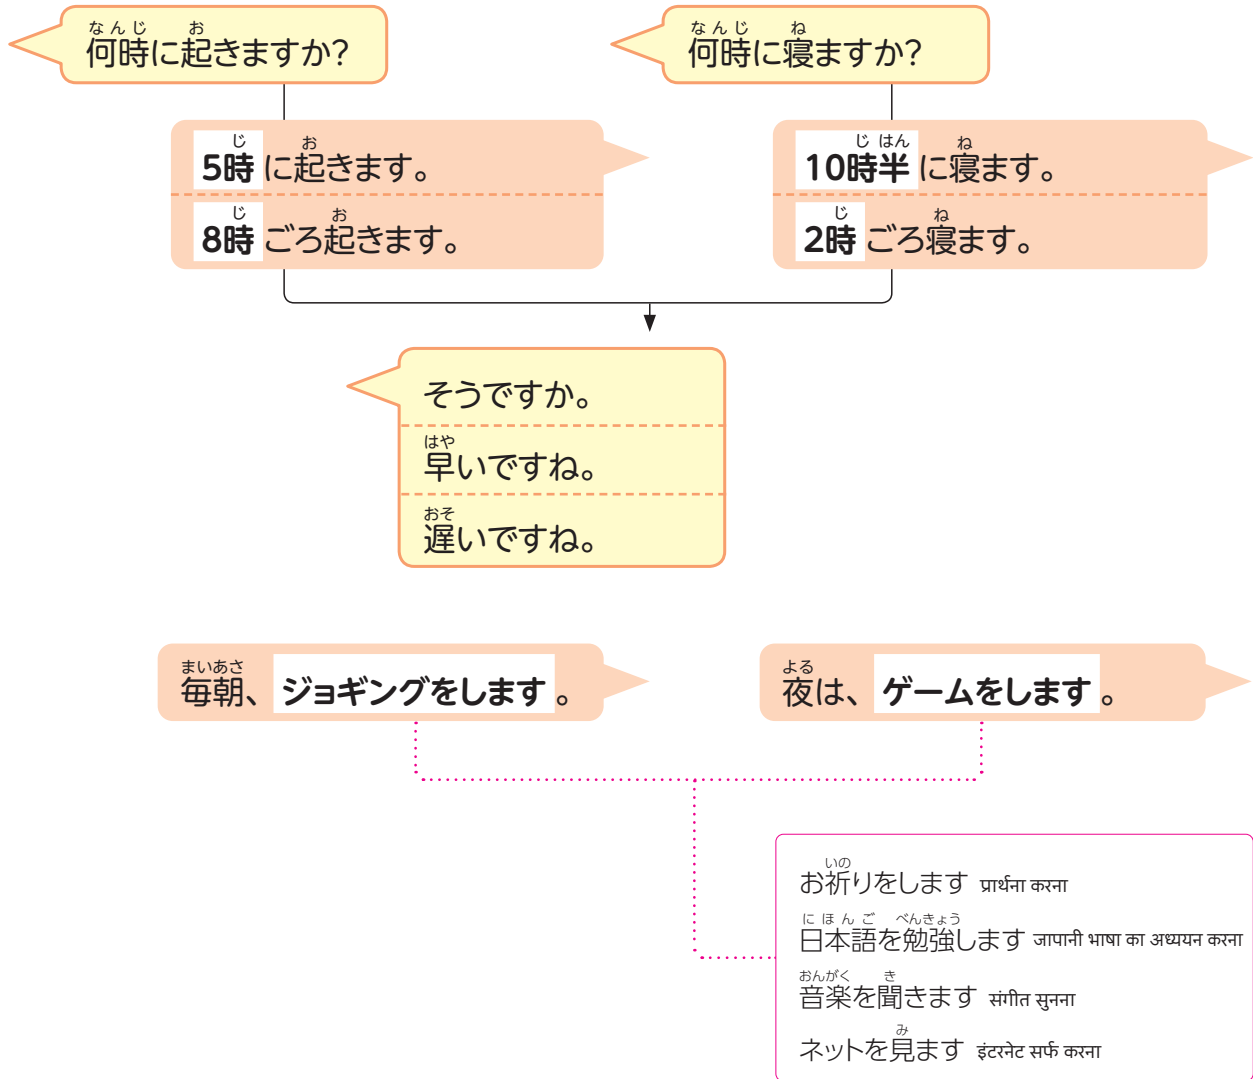 なんじ お
何時に起きますか?
なんじ ね
何時に寝ますか?
じ お
5時に起きます。
じ お
8時ごろ起きます。
じ はん ね
10時半に寝ます。
じ ね
2時ごろ寝ます。
そうですか。
はや
早いですね。
おそ
遅いですね。
まいあさ
毎朝、ジョギングをします。
よる
夜は、ゲームをします。
いの
お祈りをします प्रार्थना करना
にほんご べんきょう
日本語を勉強します जापानी भाषा का अध्ययन करना
おんがく き
音楽を聞きます संगीत सुनना
み
ネットを見ます इंटरनेट सर्फ करना